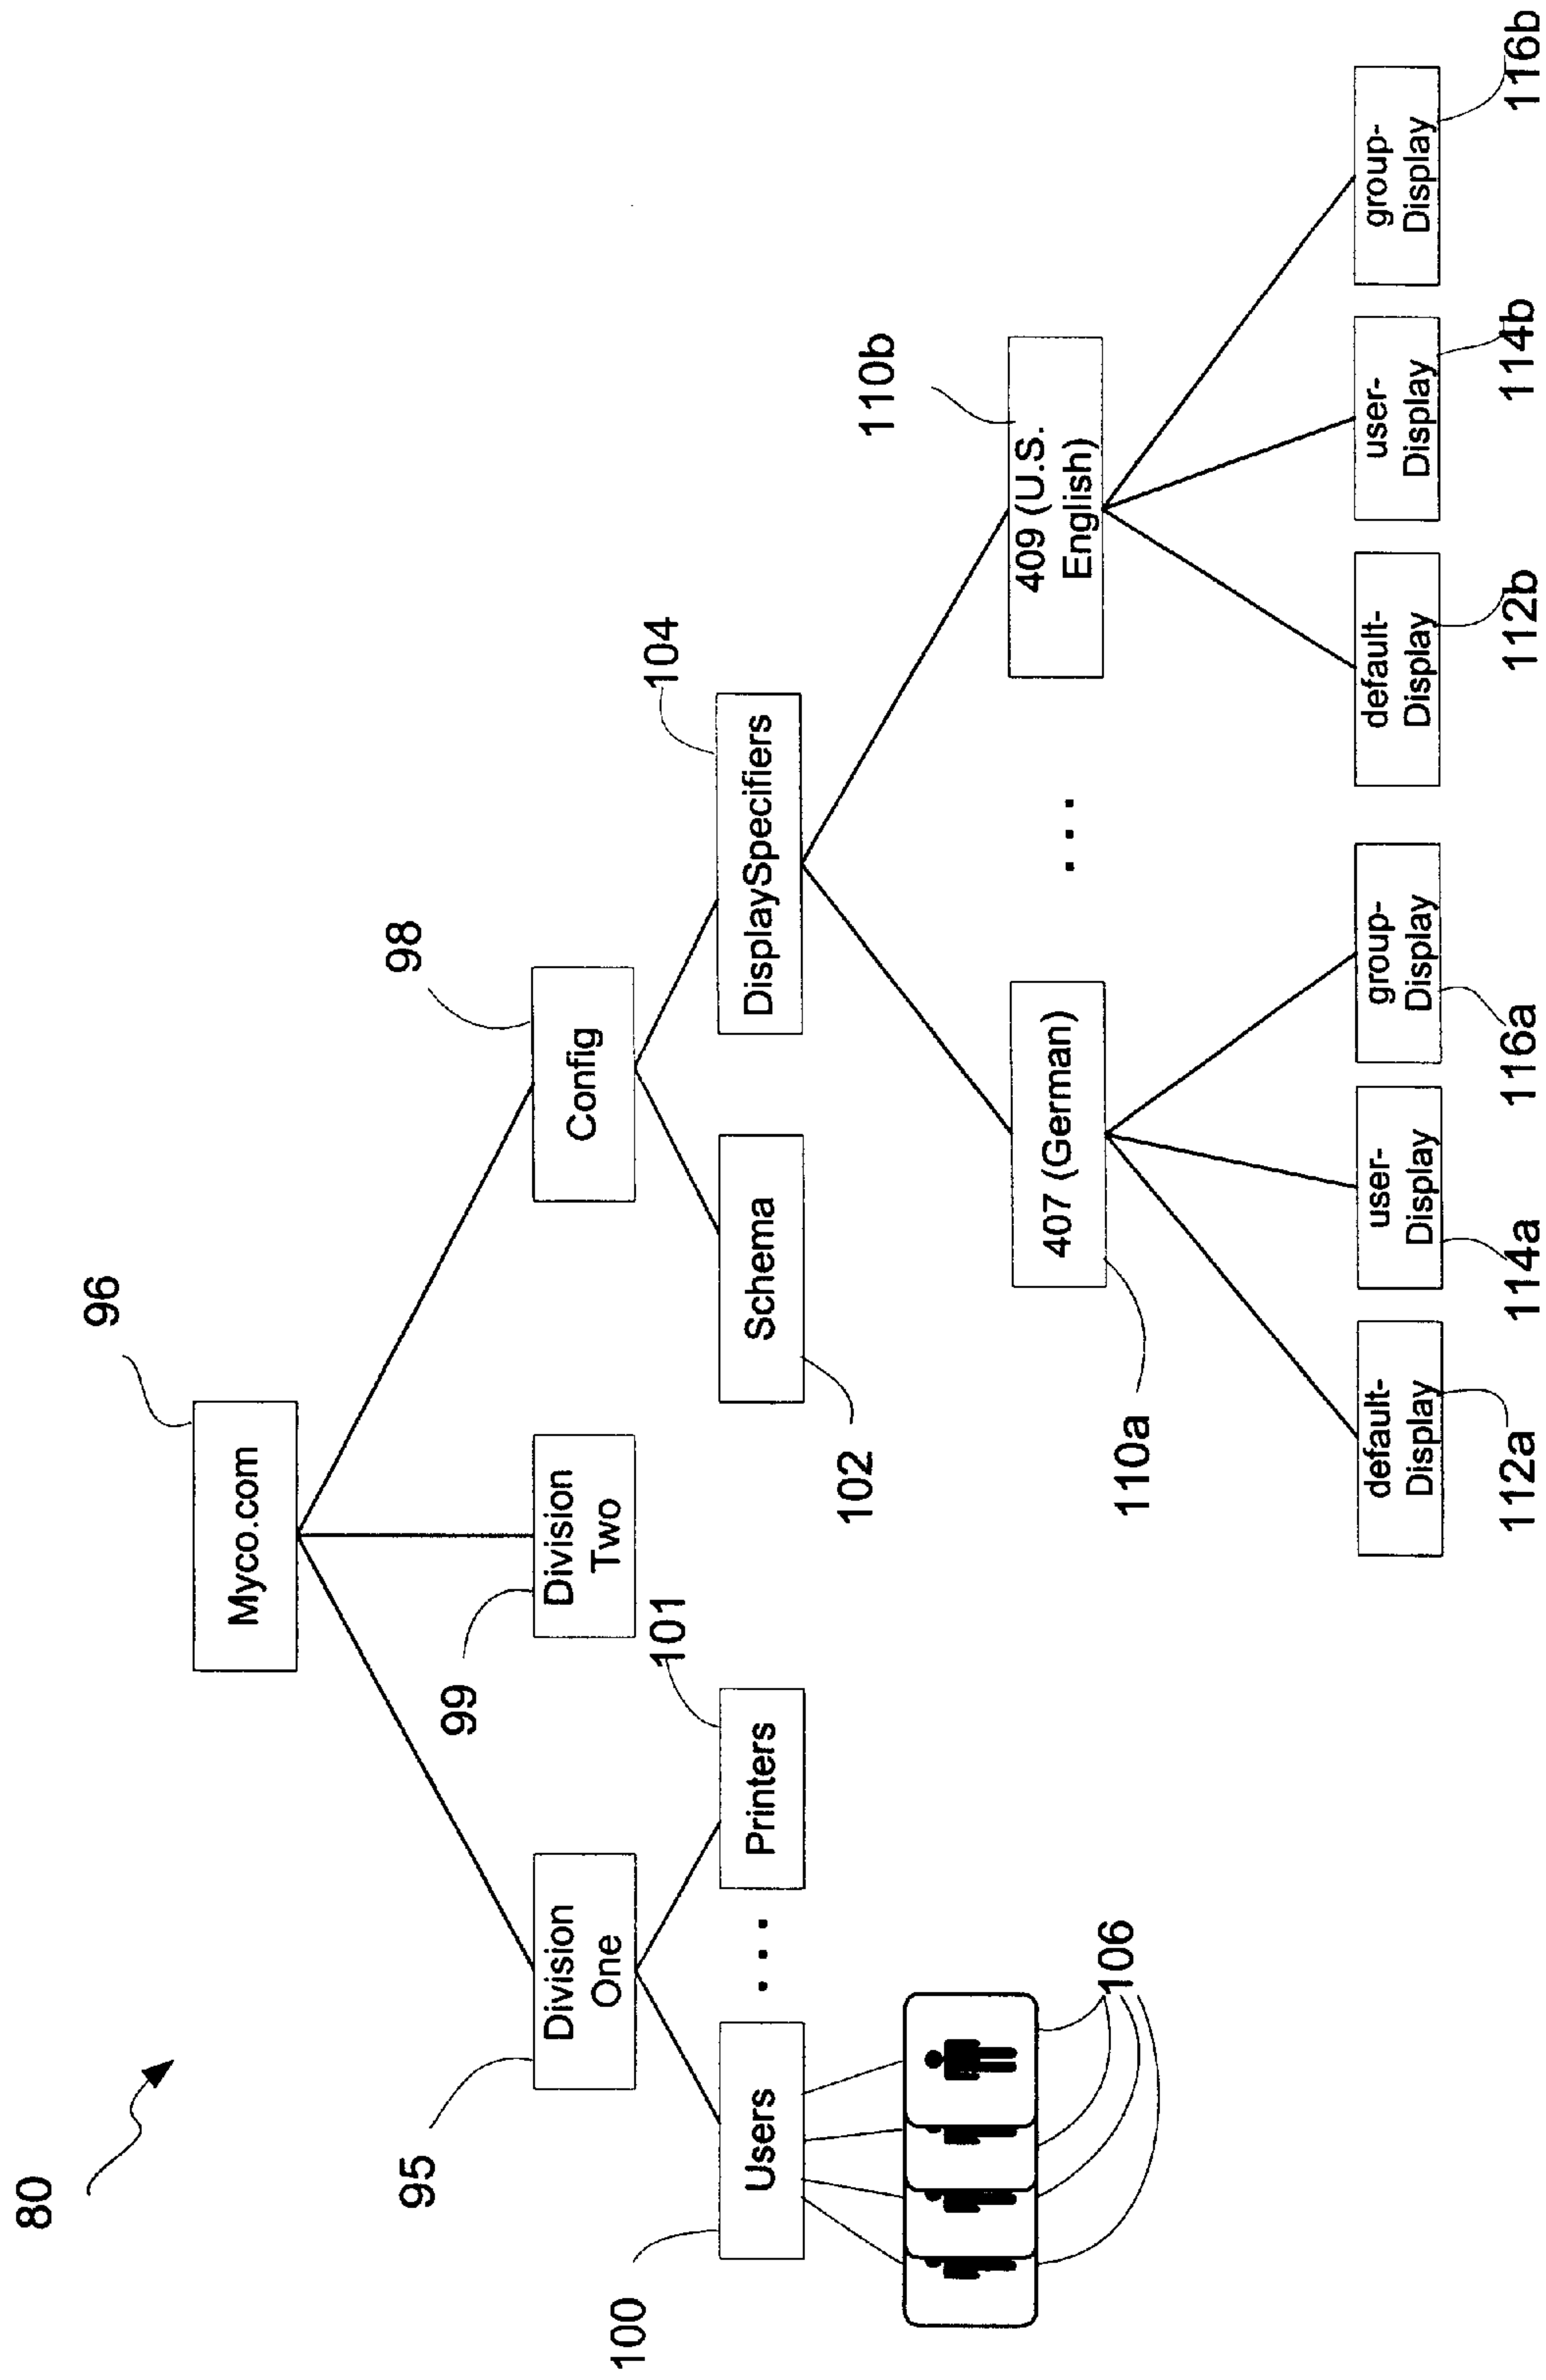 80
96
Myco.com
95
99
98
Division
One
Division
Two
Config
100
101
102
104
Users
. . .
Printers
Schema
DisplaySpecifiers
106
110a
110b
407 (German)
. . .
409 (U.S.
English)
default-
Display
user-
Display
group-
Display
default-
Display
user-
Display
group-
Display
112a
114a
116a
112b
114b
116b